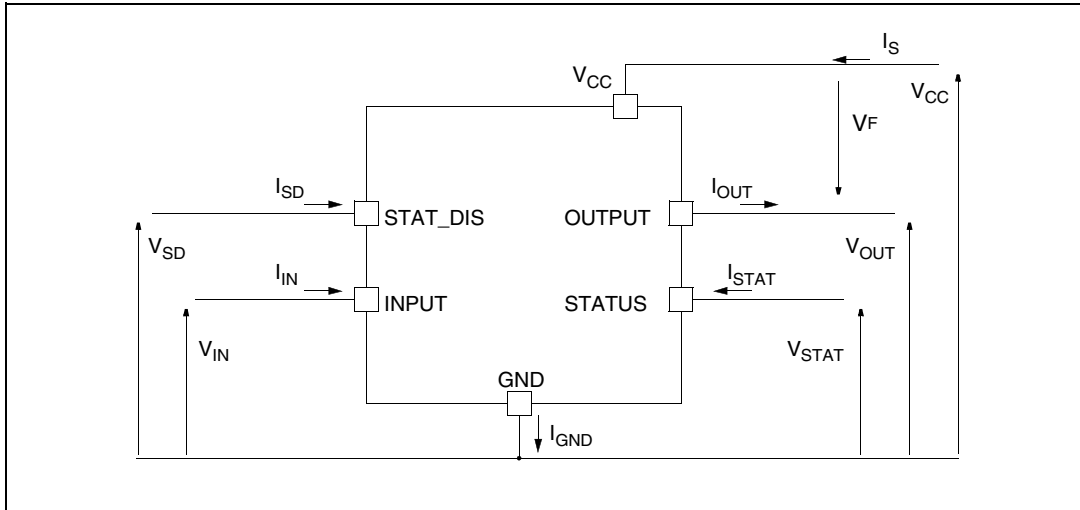 I_S
V_CC
V_CC
V_F
I_SD
I_OUT
STAT_DIS
OUTPUT
V_SD
V_OUT
I_IN
I_STAT
INPUT
STATUS
V_IN
V_STAT
GND
I_GND